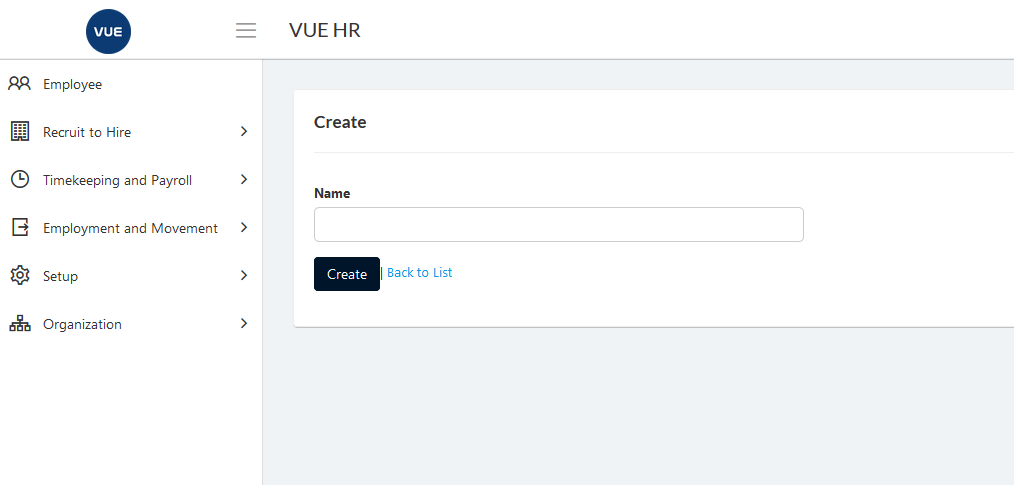 VUE
VUE HR
Employee
Recruit to Hire
Timekeeping and Payroll
Employment and Movement
Setup
Organization
Create
Name
Create | Back to List